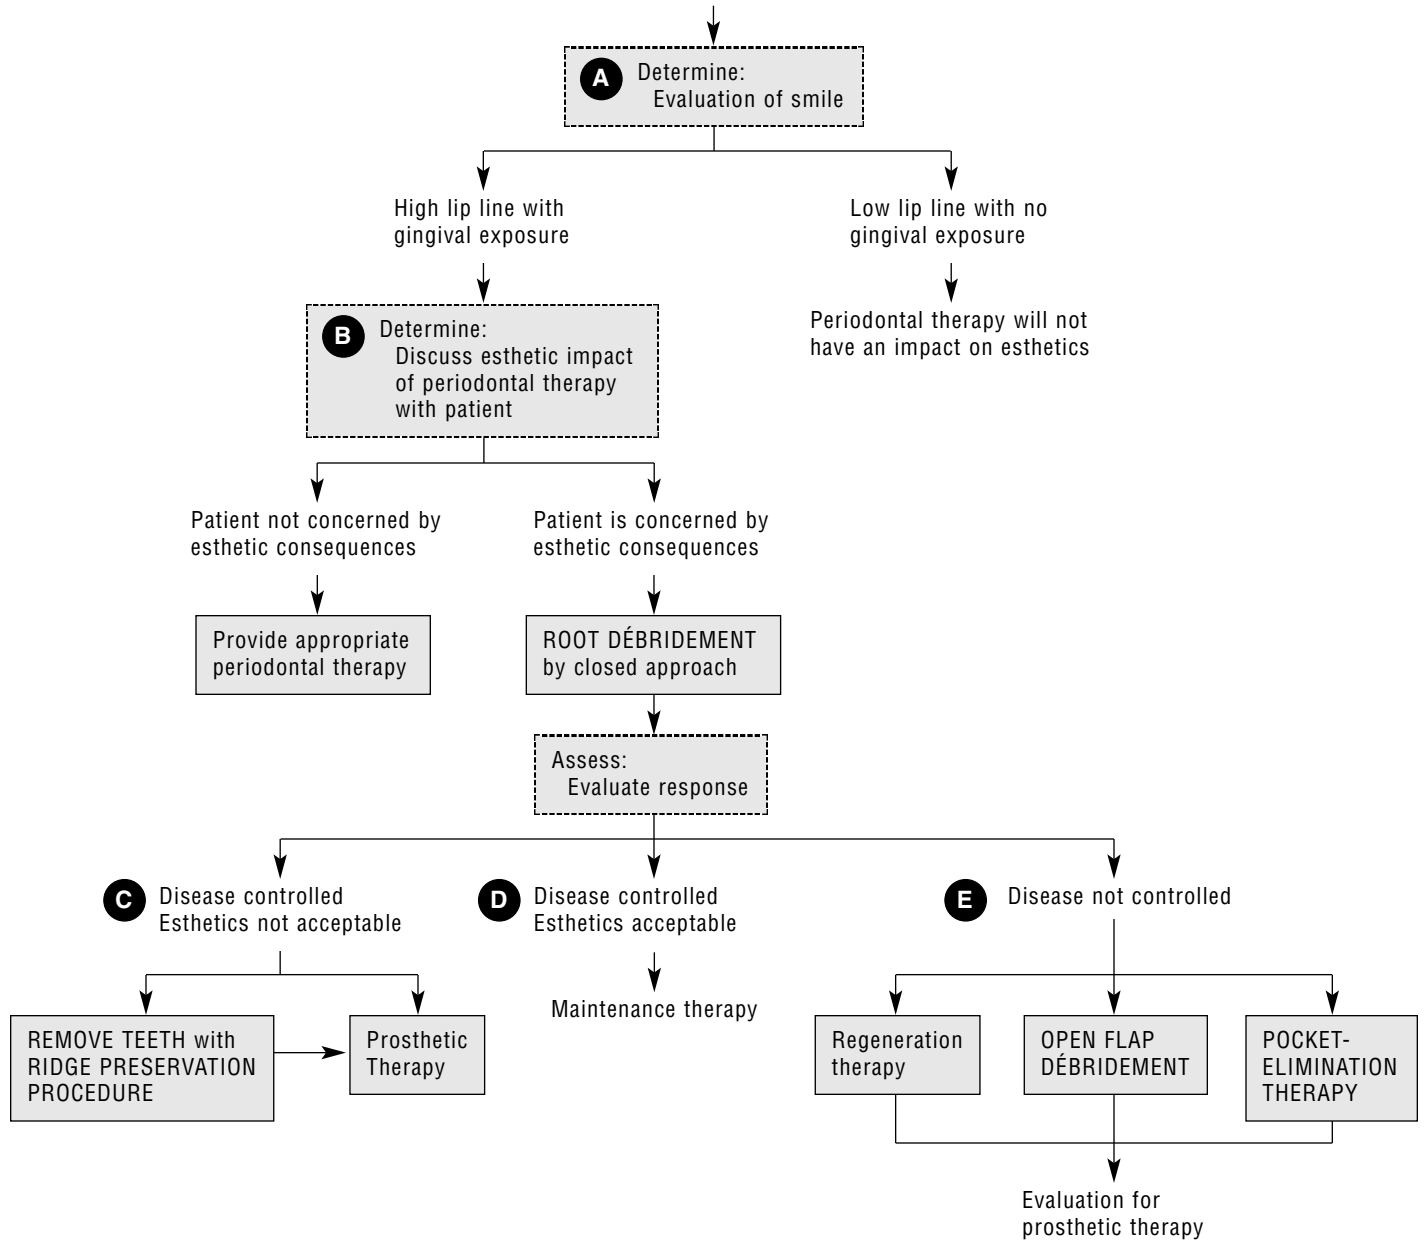 A
Determine:
Evaluation of smile
High lip line with
gingival exposure
Low lip line with no
gingival exposure
B
Determine:
Discuss esthetic impact
of periodontal therapy
with patient
Periodontal therapy will not
have an impact on esthetics
Patient not concerned by
esthetic consequences
Patient is concerned by
esthetic consequences
Provide appropriate
periodontal therapy
ROOT DÉBRIDEMENT
by closed approach
Assess:
Evaluate response
C
Disease controlled
Esthetics not acceptable
D
Disease controlled
Esthetics acceptable
E
Disease not controlled
REMOVE TEETH with
RIDGE PRESERVATION
PROCEDURE
Prosthetic
Therapy
Maintenance therapy
Regeneration
therapy
OPEN FLAP
DÉBRIDEMENT
POCKET-
ELIMINATION
THERAPY
Evaluation for
prosthetic therapy